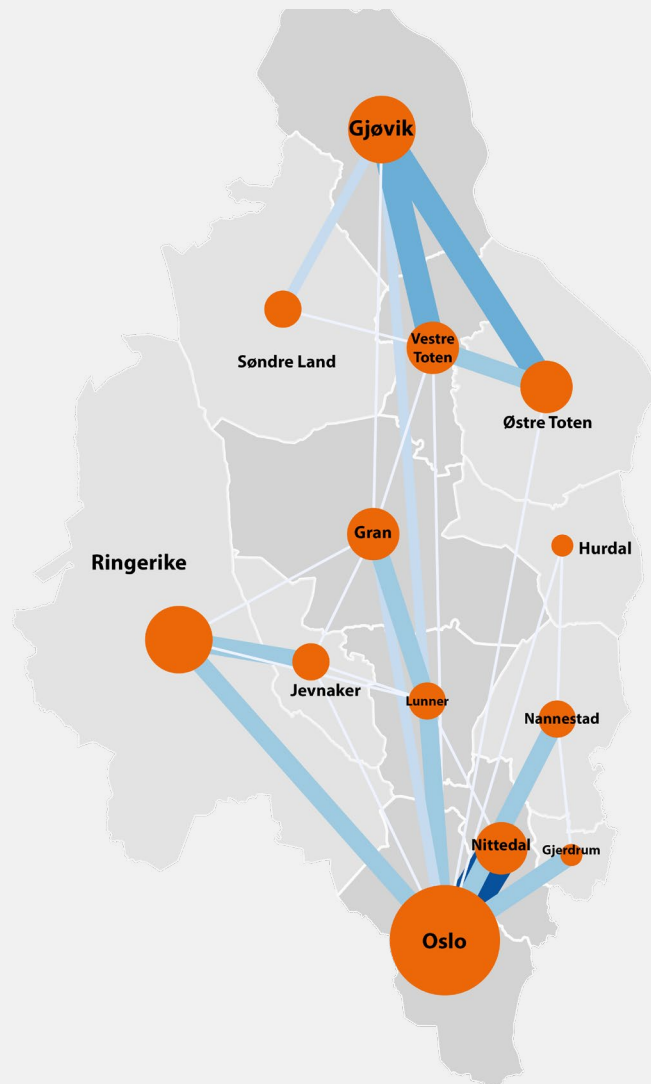 Gjøvik
Vestre
Toten
Søndre Land
Østre Toten
Gran
Hurdal
Ringerike
Jevnaker
Lunner
Nannestad
Nittedal
Gjerdrum
Oslo